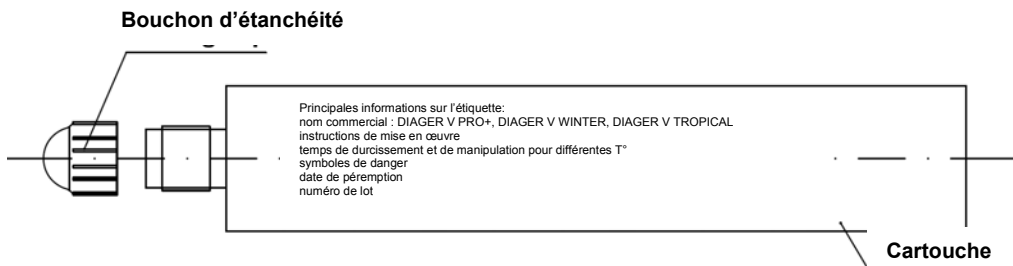 Bouchon d'étanchéité
Principales informations sur l'étiquette:
nom commercial : DIAGER V PRO+, DIAGER V WINTER, DIAGER V TROPICAL
instructions de mise en œuvre
temps de durcissement et de manipulation pour différentes T°
symboles de danger
date de péremption
numéro de lot
Cartouche